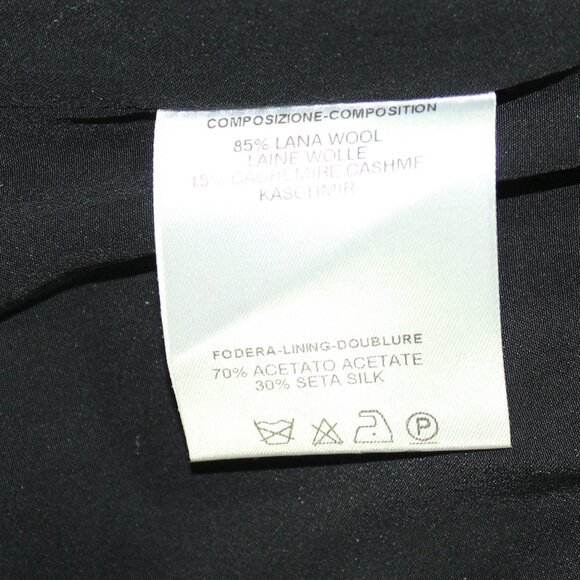 COMPOSIZIONE-COMPOSITION
85% LANA WOOL
LAINE WOLLE
15% CACHEMIRE CASHME
KASCHMIR
FODERA-LINING-DOUBLURE
70% ACETATO ACETATE
30% SETA SILK
P